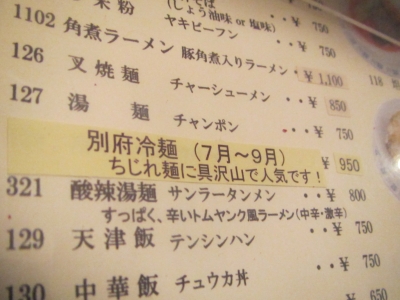 米粉
(しょう油味 or 塩味)
ヤキビーフン ・・¥ 750
1102 角煮ラーメン 豚角煮入りラーメン・¥ 1,100
126 叉焼麺 チャーシューメン ・・¥ 850
127 湯麺 チャンポン ・・¥ 750
別府冷麺 (7月～9月)
ちじれ麺に具沢山で人気です! ¥ 950
321 酸辣湯麺 サンラータンメン ・・¥ 800
すっぱく、辛いトムヤンク風ラーメン(中辛・激辛)
129 天津飯 テンシンハン ・・¥ 750
130 中華飯 チュウカ丼 ・・¥ 750
118